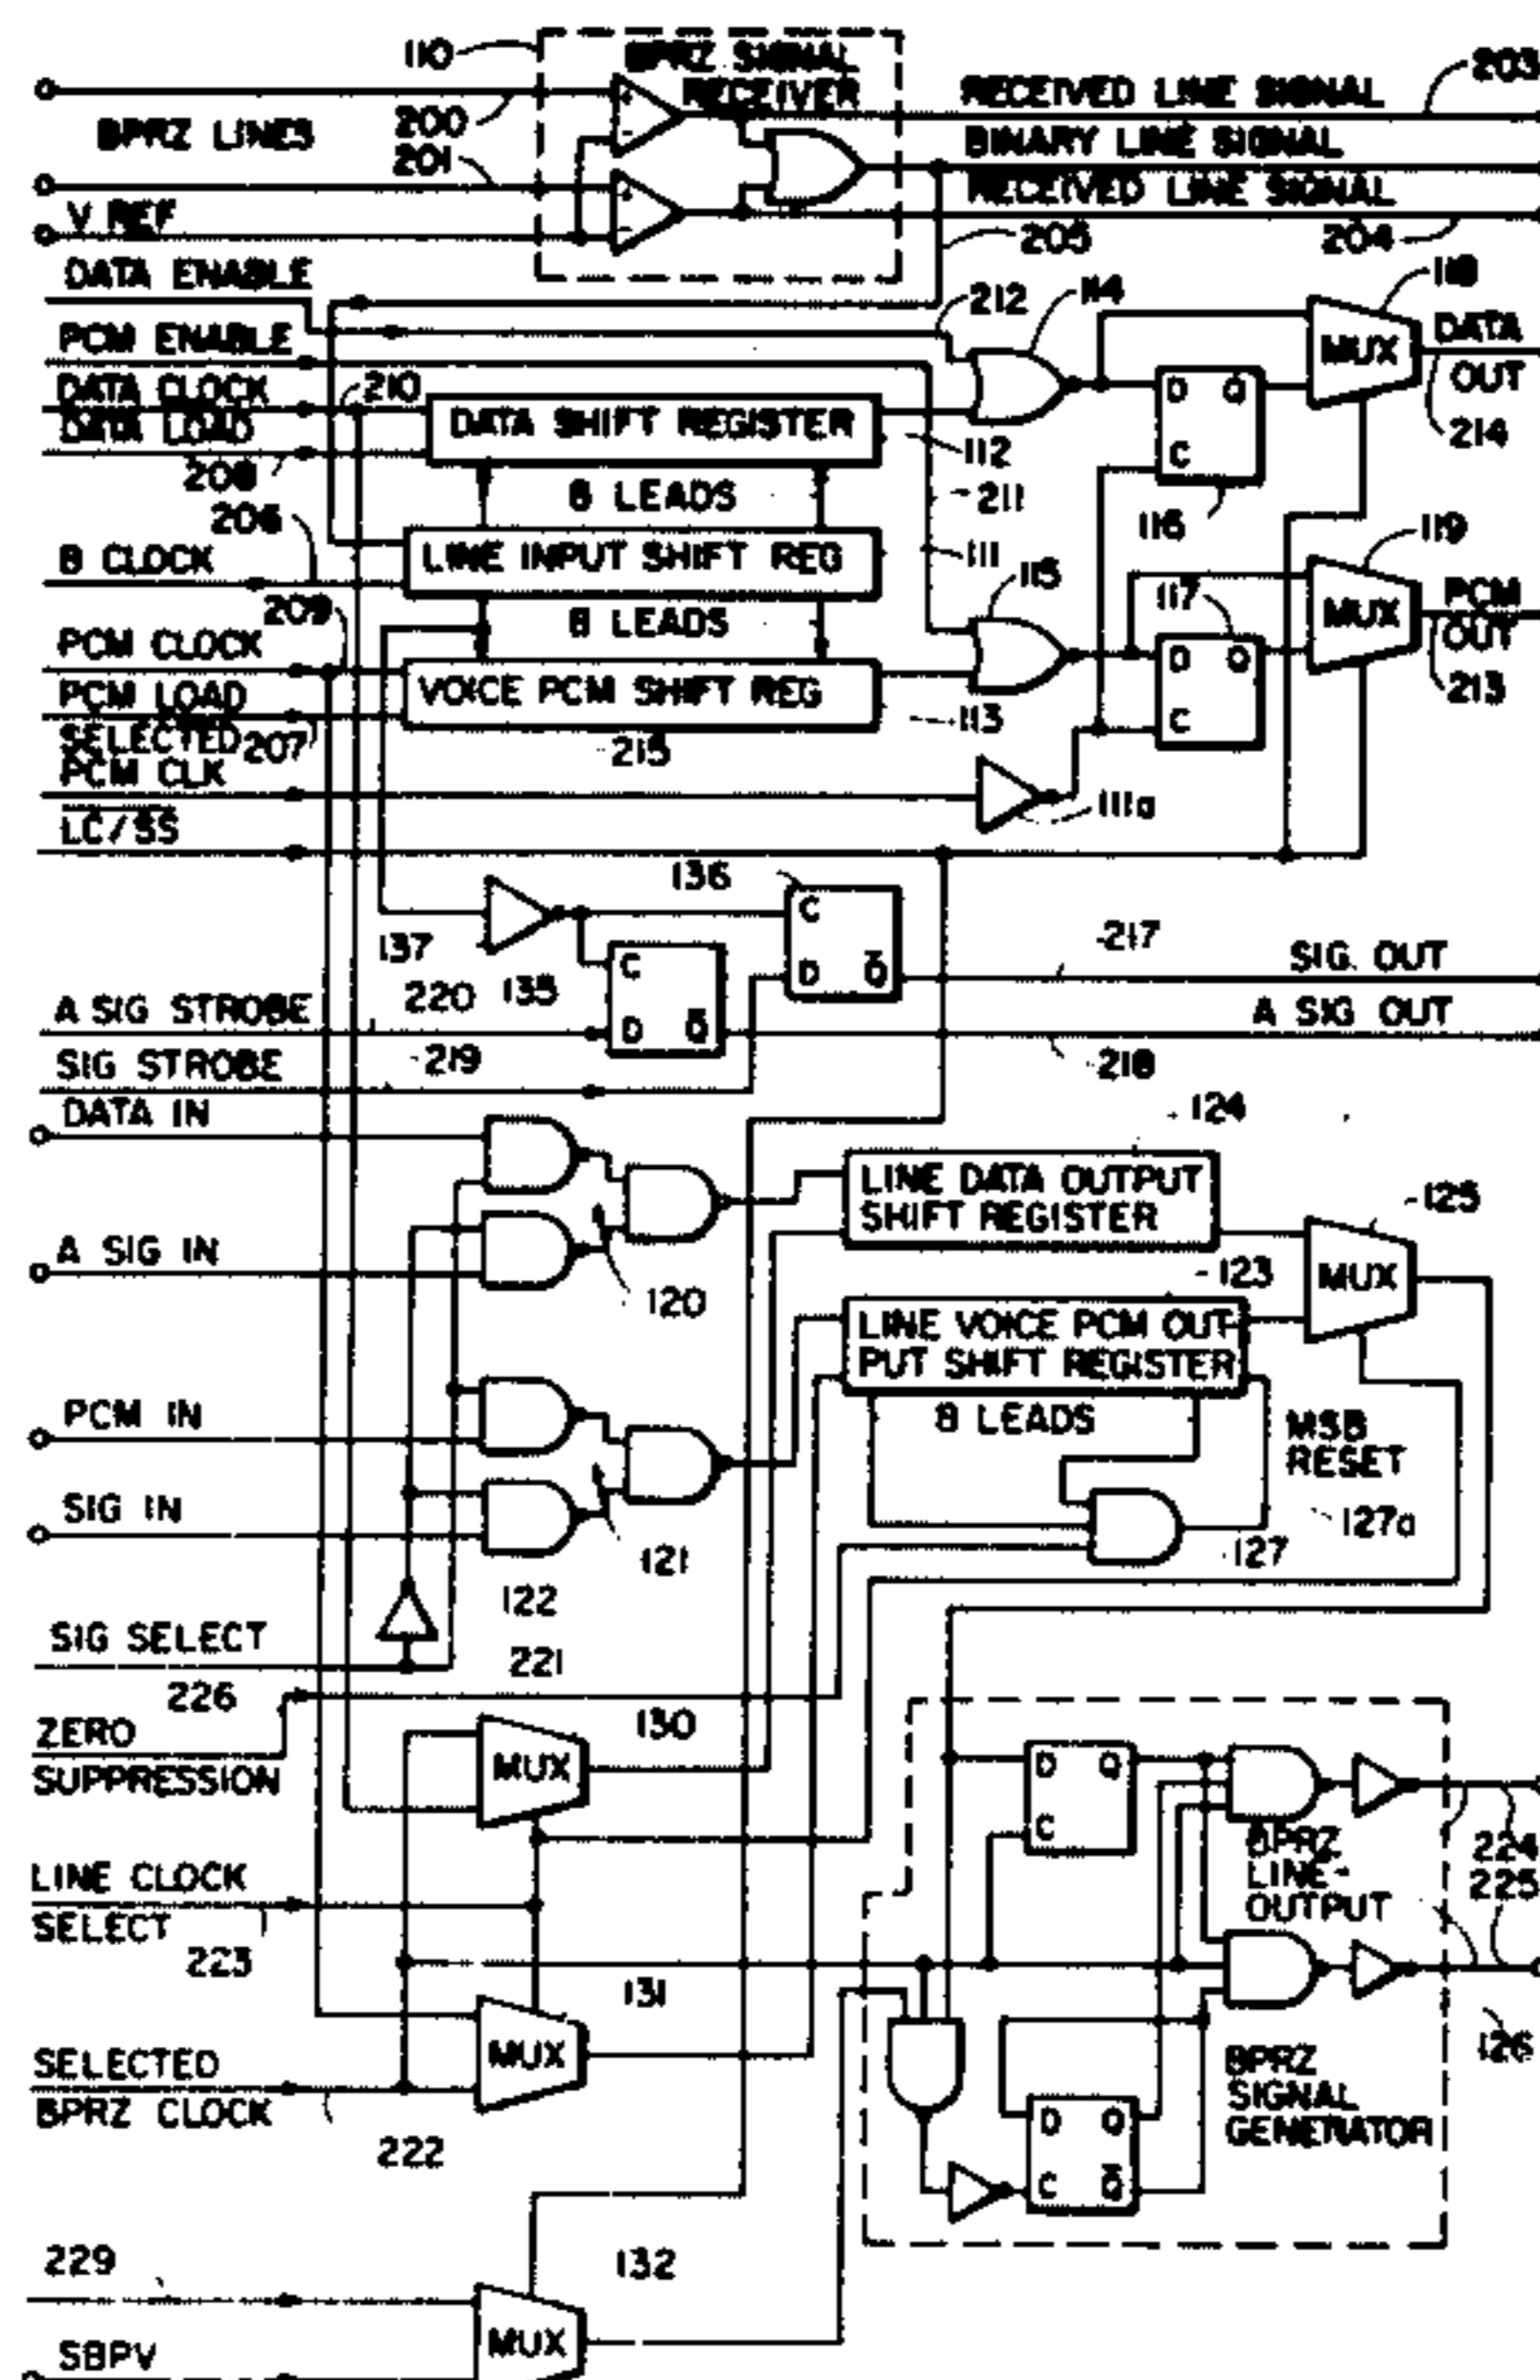 110
BPRZ SIGNAL
RECEIVER
200
BPRZ LINES
201
V REF
RECEIVED LINE SIGNAL
203
BINARY LINE SIGNAL
RECEIVED LINE SIGNAL
205
204
DATA ENABLE
PCM ENABLE
DATA CLOCK
210
DATA LOAD
208
DATA SHIFT REGISTER
212
114
118
MUX
DATA
OUT
214
D Q
C
116
112
8 LEADS
211
206
B CLOCK
LINE INPUT SHIFT REG
111
115
117
119
MUX
PCM
OUT
213
209
8 LEADS
PCM CLOCK
D Q
C
PCM LOAD
VOICE PCM SHIFT REG
113
SELECTED
207
215
PCM CLK
111a
LC/SS
136
C
D Q
137
135
C
D Q
217
SIG. OUT
220
A SIG STROBE
A SIG OUT
219
218
SIG STROBE
DATA IN
124
LINE DATA OUTPUT
SHIFT REGISTER
125
A SIG IN
120
123
MUX
LINE VOICE PCM OUT-
PUT SHIFT REGISTER
PCM IN
8 LEADS
MSB
RESET
SIG IN
121
127
127a
122
SIG SELECT
221
226
ZERO
SUPPRESSION
130
MUX
D Q
C
BPRZ
LINE-
OUTPUT
224
225
LINE CLOCK
SELECT
223
131
MUX
126
SELECTED
BPRZ CLOCK
222
BPRZ
SIGNAL
GENERATOR
D Q
C Q
229
132
MUX
SBPV